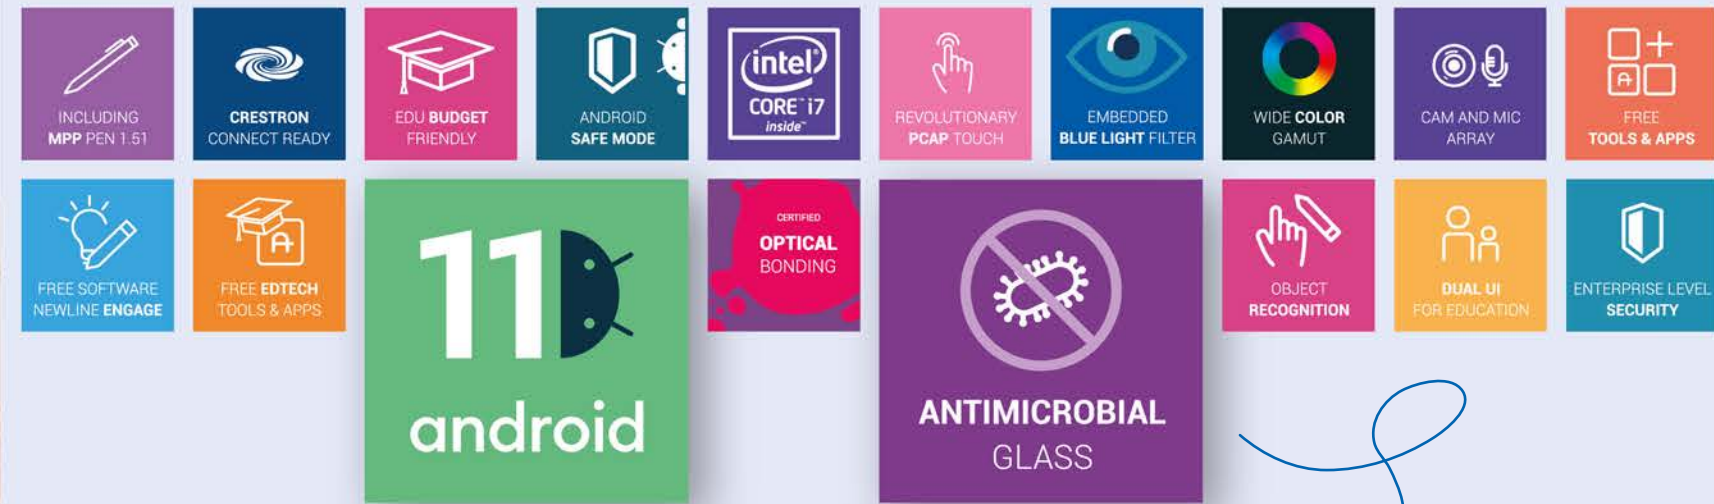 INCLUDING
MPP PEN 1.51
CRESTRON
CONNECT READY
EDU BUDGET
FRIENDLY
ANDROID
SAFE MODE
intel®
CORE™ i7
inside™
REVOLUTIONARY
PCAP TOUCH
EMBEDDED
BLUE LIGHT FILTER
WIDE COLOR
GAMUT
CAM AND MIC
ARRAY
A
FREE
TOOLS & APPS
FREE SOFTWARE
NEWLINE ENGAGE
A
FREE EDTECH
TOOLS & APPS
11
android
CERTIFIED
OPTICAL
BONDING
ANTIMICROBIAL
GLASS
OBJECT
RECOGNITION
DUAL UI
FOR EDUCATION
ENTERPRISE LEVEL
SECURITY